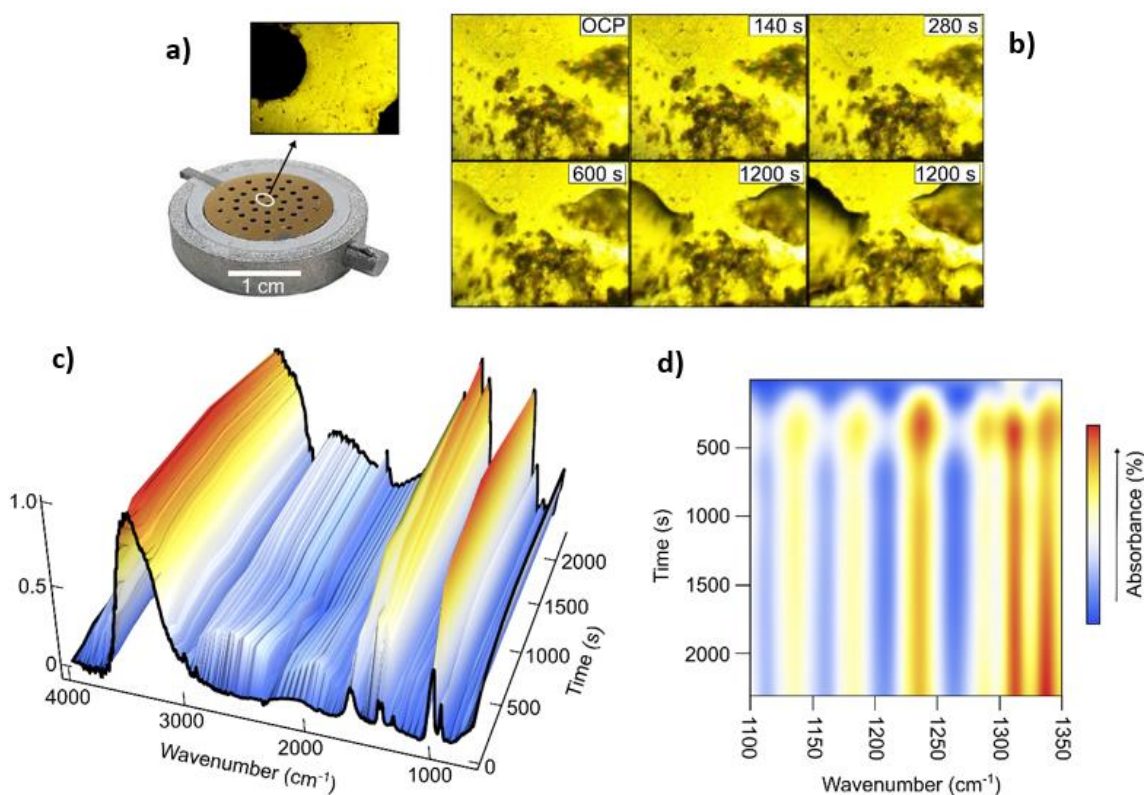 a)
1 cm
b)
OCP
140 s
280 s
600 s
1200 s
1200 s
c)
1.0
0.5
0
4000
3000
2000
1000
Wavenumber (cm⁻¹)
0
500
1000
1500
2000
Time (s)
d)
500
1000
1500
2000
Time (s)
1100
1150
1200
1250
1300
1350
Wavenumber (cm⁻¹)
Absorbance (%)